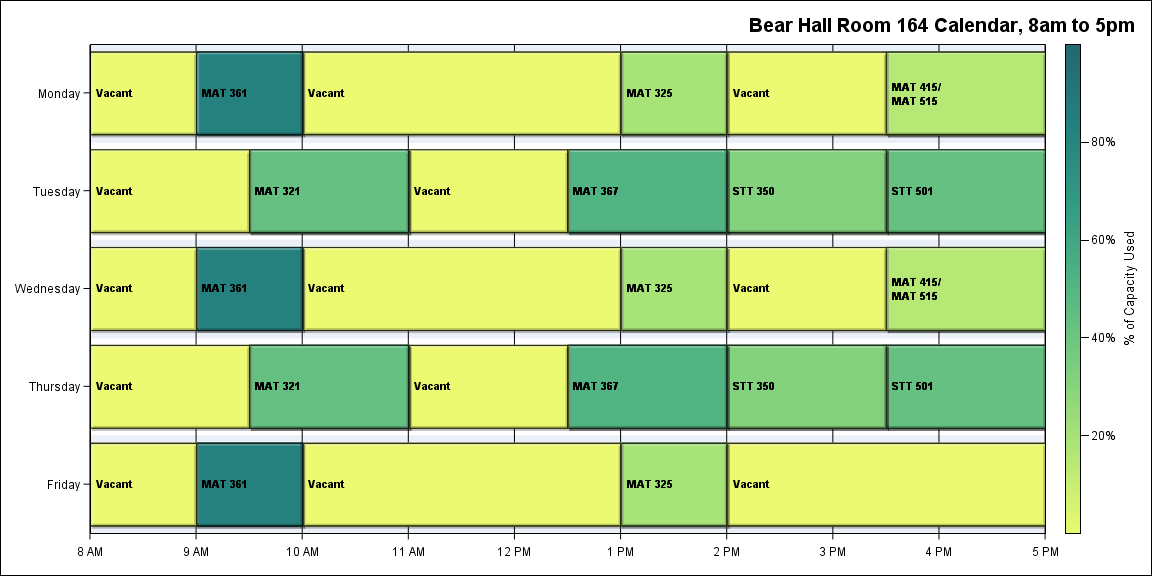 Bear Hall Room 164 Calendar, 8am to 5pm
Monday
Vacant
MAT 361
Vacant
MAT 325
Vacant
MAT 415/
MAT 515
Tuesday
Vacant
MAT 321
Vacant
MAT 367
STT 350
STT 501
Wednesday
Vacant
MAT 361
Vacant
MAT 325
Vacant
MAT 415/
MAT 515
Thursday
Vacant
MAT 321
Vacant
MAT 367
STT 350
STT 501
Friday
Vacant
MAT 361
Vacant
MAT 325
Vacant
8 AM
9 AM
10 AM
11 AM
12 PM
1 PM
2 PM
3 PM
4 PM
5 PM
80%
60%
40%
20%
% of Capacity Used